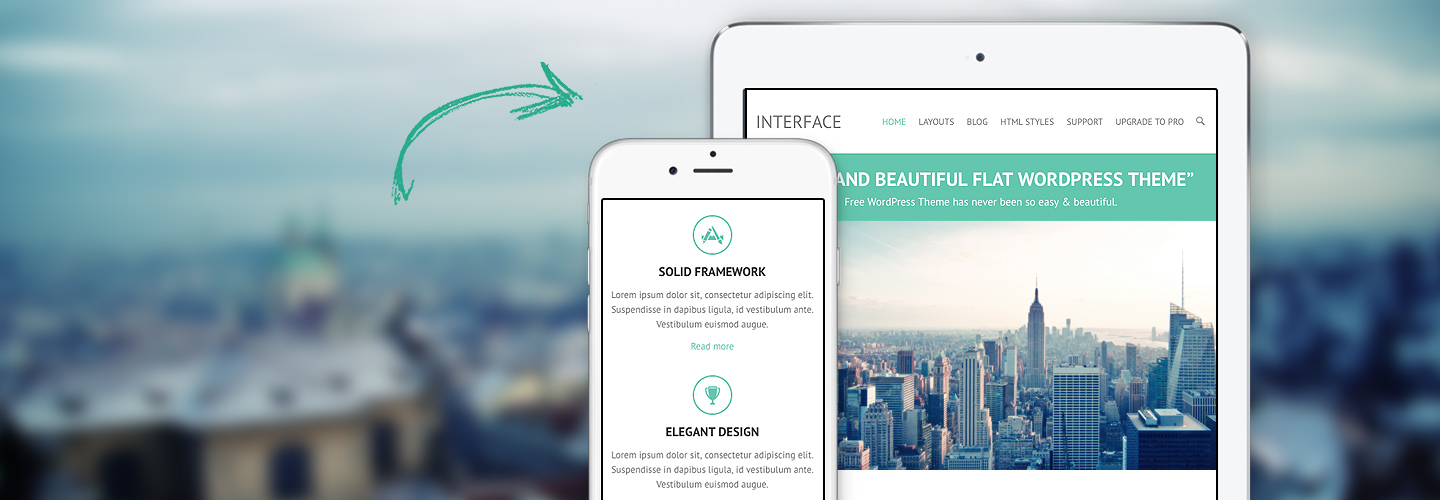 INTERFACE
HOME LAYOUTS BLOG HTML STYLES SUPPORT UPGRADE TO PRO
AND BEAUTIFUL FLAT WORDPRESS THEME”
Free WordPress Theme has never been so easy & beautiful.
SOLID FRAMEWORK
Lorem ipsum dolor sit, consectetur adipiscing elit.
Suspendisse in dapibus ligula, id vestibulum ante.
Vestibulum euismod augue.
Read more
ELEGANT DESIGN
Lorem ipsum dolor sit, consectetur adipiscing elit.
Suspendisse in dapibus ligula, id vestibulum ante.
Vestibulum euismod augue.